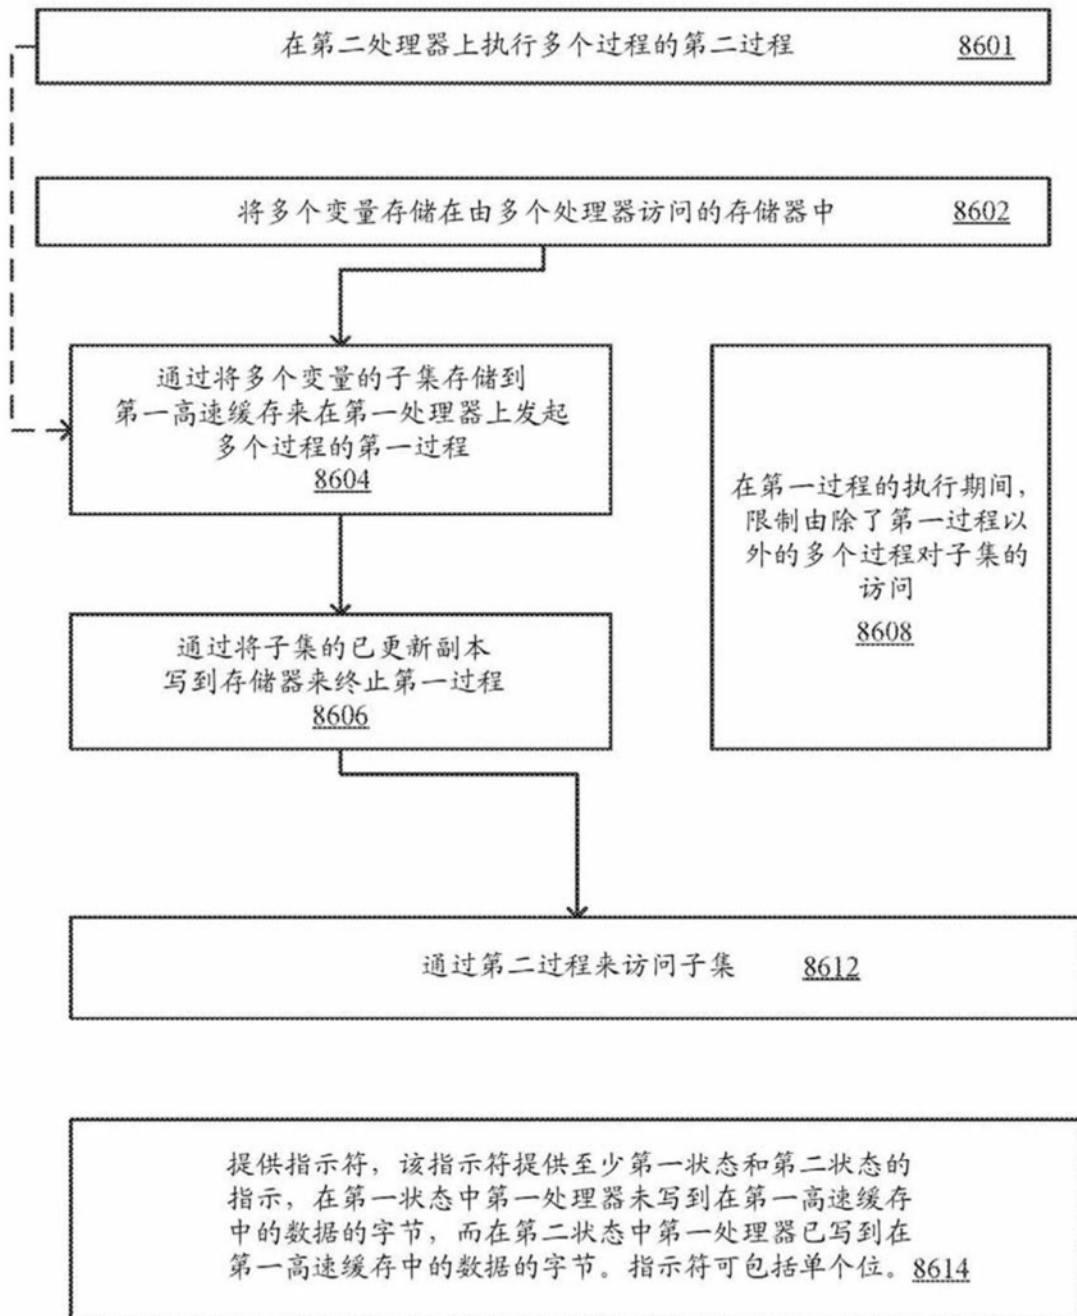 在第二处理器上执行多个过程的第二过程 8601
将多个变量存储在由多个处理器访问的存储器中 8602
通过将多个变量的子集存储到
第一高速缓存来在第一处理器上发起
多个过程的第一过程
8604
在第一过程的执行期间，
限制由除了第一过程以
外的多个过程对子集的
访问
8608
通过将子集的已更新副本
写到存储器来终止第一过程
8606
通过第二过程来访问子集 8612
提供指示符，该指示符提供至少第一状态和第二状态的
指示，在第一状态中第一处理器未写到在第一高速缓存
中的数据的字节，而在第二状态中第一处理器已写到在
第一高速缓存中的数据的字节。指示符可包括单个位。8614